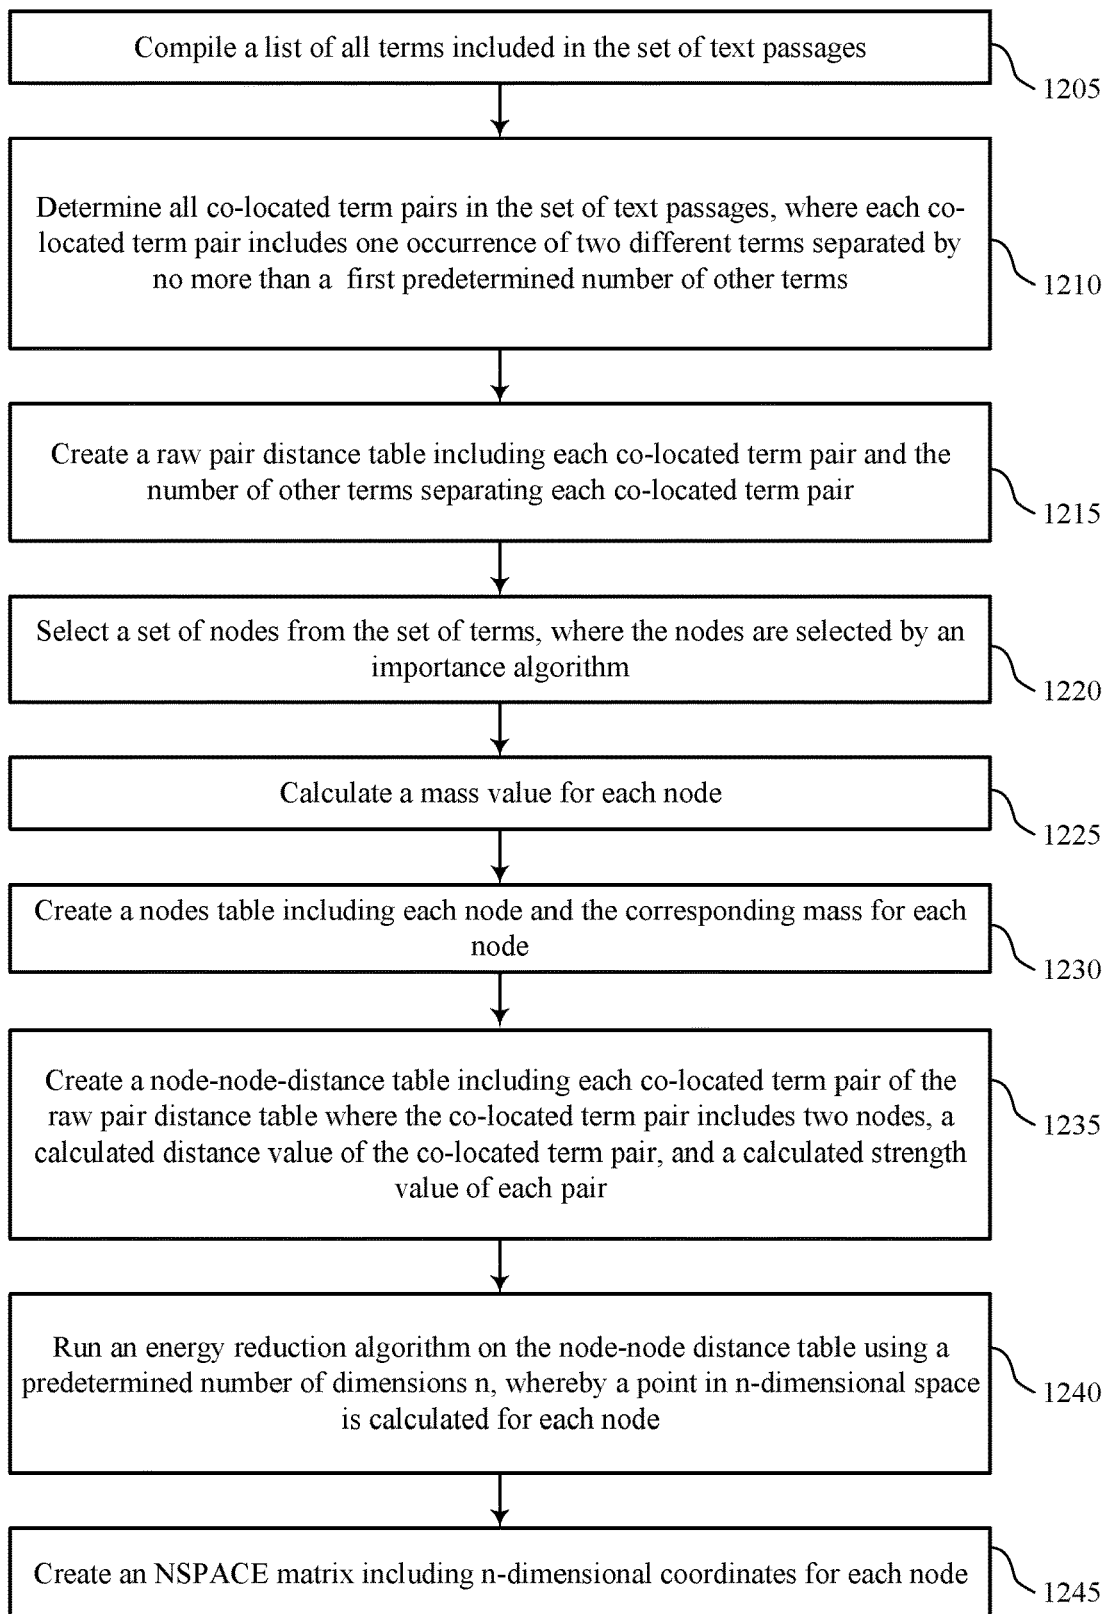 Compile a list of all terms included in the set of text passages
1205
Determine all co-located term pairs in the set of text passages, where each co-
located term pair includes one occurrence of two different terms separated by
no more than a first predetermined number of other terms
1210
Create a raw pair distance table including each co-located term pair and the
number of other terms separating each co-located term pair
1215
Select a set of nodes from the set of terms, where the nodes are selected by an
importance algorithm
1220
Calculate a mass value for each node
1225
Create a nodes table including each node and the corresponding mass for each
node
1230
Create a node-node-distance table including each co-located term pair of the
raw pair distance table where the co-located term pair includes two nodes, a
calculated distance value of the co-located term pair, and a calculated strength
value of each pair
1235
Run an energy reduction algorithm on the node-node distance table using a
predetermined number of dimensions n, whereby a point in n-dimensional space
is calculated for each node
1240
Create an NSPACE matrix including n-dimensional coordinates for each node
1245